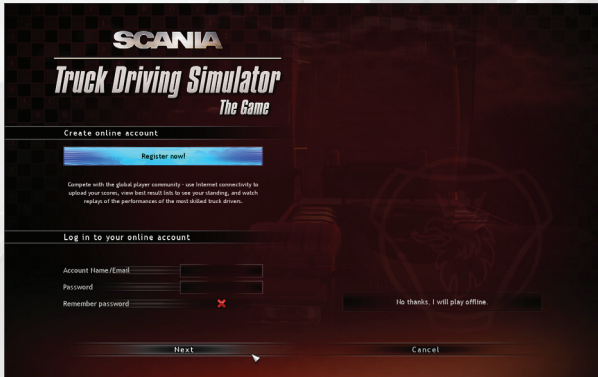 SCANIA
Truck Driving Simulator
The Game
Create online account
Register now!
Compete with the global player community - use Internet connectivity to
upload your scores, view best result lists to see your standing, and watch
replays of the performances of the most skilled truck drivers.
Log in to your online account
Account Name/Email
Password
Remember password
No thanks, I will play offline.
Next
Cancel